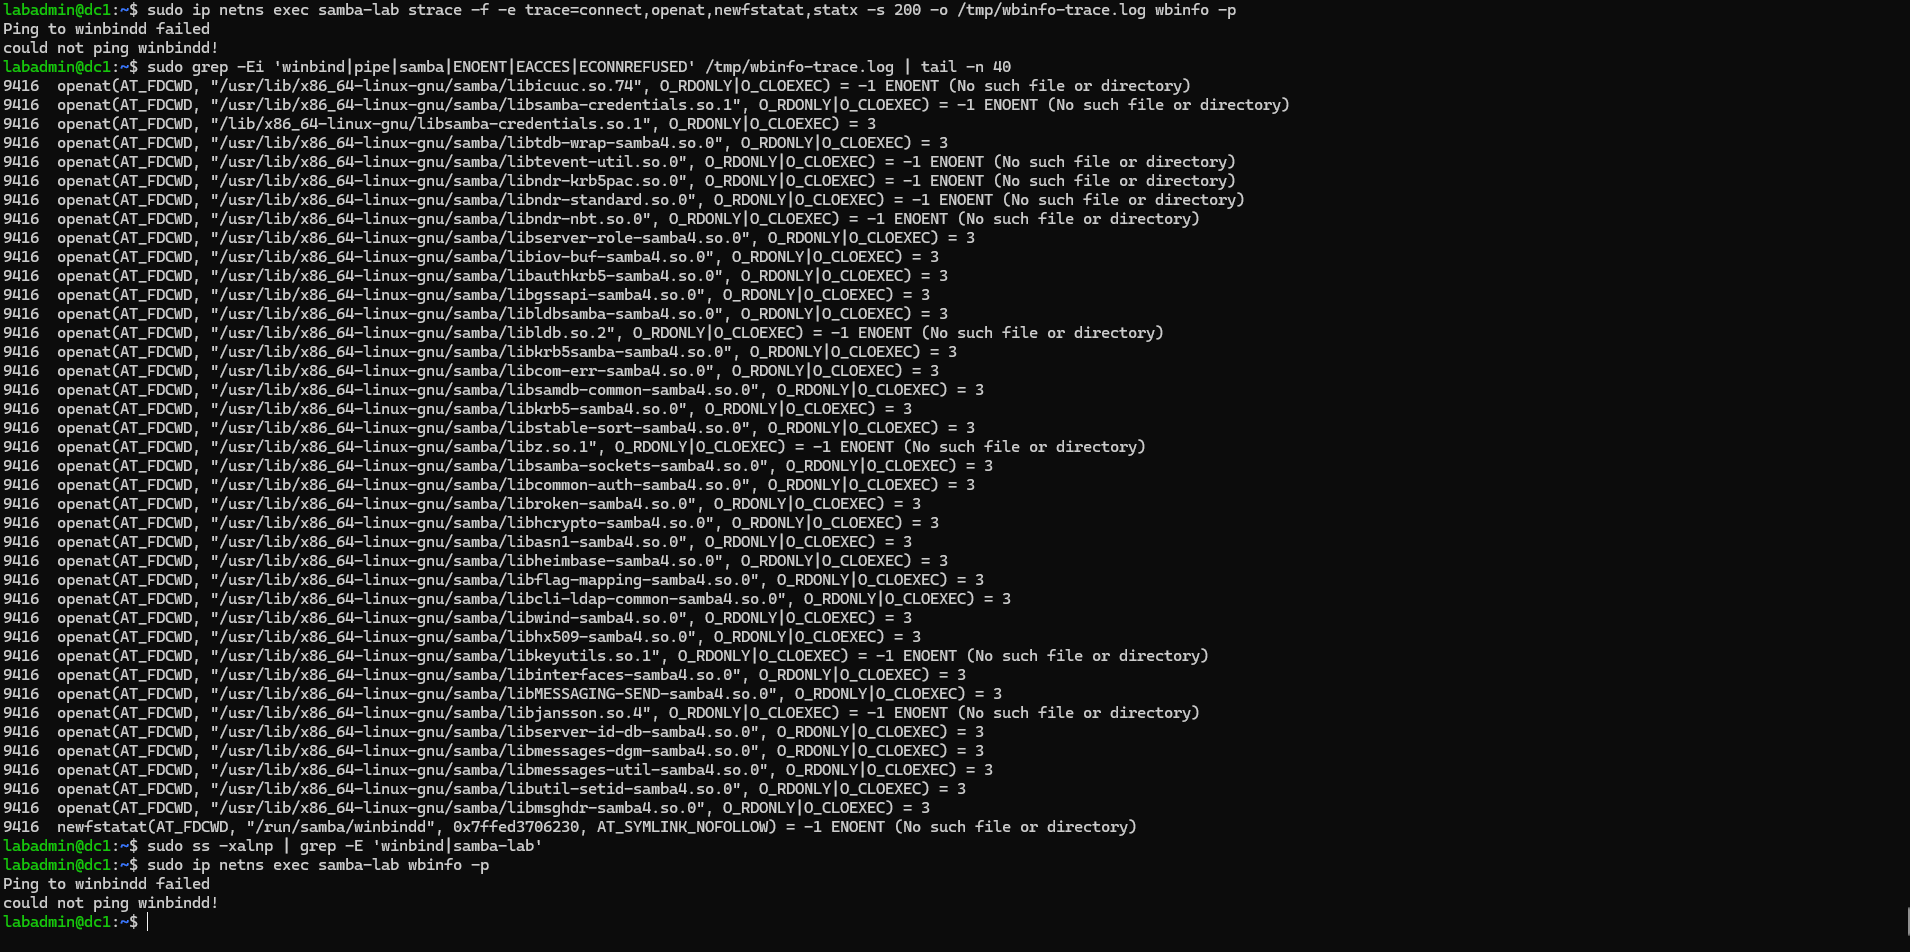 labadmin@dc1:~$ sudo ip netns exec samba-lab strace -f -e trace=connect,openat,newfstatat,statx -s 200 -o /tmp/wbinfo-trace.log wbinfo -p
Ping to winbindd failed
could not ping winbindd!
labadmin@dc1:~$ sudo grep -Ei 'winbind|pipe|samba|ENOENT|EACCES|ECONNREFUSED' /tmp/wbinfo-trace.log | tail -n 40
9416  openat(AT_FDCWD, "/usr/lib/x86_64-linux-gnu/samba/libicuuc.so.74", O_RDONLY|O_CLOEXEC) = -1 ENOENT (No such file or directory)
9416  openat(AT_FDCWD, "/usr/lib/x86_64-linux-gnu/samba/libsamba-credentials.so.1", O_RDONLY|O_CLOEXEC) = -1 ENOENT (No such file or directory)
9416  openat(AT_FDCWD, "/lib/x86_64-linux-gnu/libsamba-credentials.so.1", O_RDONLY|O_CLOEXEC) = 3
9416  openat(AT_FDCWD, "/usr/lib/x86_64-linux-gnu/samba/libtdb-wrap-samba4.so.0", O_RDONLY|O_CLOEXEC) = 3
9416  openat(AT_FDCWD, "/usr/lib/x86_64-linux-gnu/samba/libtevent-util.so.0", O_RDONLY|O_CLOEXEC) = -1 ENOENT (No such file or directory)
9416  openat(AT_FDCWD, "/usr/lib/x86_64-linux-gnu/samba/libndr-krb5pac.so.0", O_RDONLY|O_CLOEXEC) = -1 ENOENT (No such file or directory)
9416  openat(AT_FDCWD, "/usr/lib/x86_64-linux-gnu/samba/libndr-standard.so.0", O_RDONLY|O_CLOEXEC) = -1 ENOENT (No such file or directory)
9416  openat(AT_FDCWD, "/usr/lib/x86_64-linux-gnu/samba/libndr-nbt.so.0", O_RDONLY|O_CLOEXEC) = -1 ENOENT (No such file or directory)
9416  openat(AT_FDCWD, "/usr/lib/x86_64-linux-gnu/samba/libserver-role-samba4.so.0", O_RDONLY|O_CLOEXEC) = 3
9416  openat(AT_FDCWD, "/usr/lib/x86_64-linux-gnu/samba/libiov-buf-samba4.so.0", O_RDONLY|O_CLOEXEC) = 3
9416  openat(AT_FDCWD, "/usr/lib/x86_64-linux-gnu/samba/libauthkrb5-samba4.so.0", O_RDONLY|O_CLOEXEC) = 3
9416  openat(AT_FDCWD, "/usr/lib/x86_64-linux-gnu/samba/libgssapi-samba4.so.0", O_RDONLY|O_CLOEXEC) = 3
9416  openat(AT_FDCWD, "/usr/lib/x86_64-linux-gnu/samba/libldbsamba-samba4.so.0", O_RDONLY|O_CLOEXEC) = 3
9416  openat(AT_FDCWD, "/usr/lib/x86_64-linux-gnu/samba/libldb.so.2", O_RDONLY|O_CLOEXEC) = -1 ENOENT (No such file or directory)
9416  openat(AT_FDCWD, "/usr/lib/x86_64-linux-gnu/samba/libkrb5samba-samba4.so.0", O_RDONLY|O_CLOEXEC) = 3
9416  openat(AT_FDCWD, "/usr/lib/x86_64-linux-gnu/samba/libcom-err-samba4.so.0", O_RDONLY|O_CLOEXEC) = 3
9416  openat(AT_FDCWD, "/usr/lib/x86_64-linux-gnu/samba/libsamdb-common-samba4.so.0", O_RDONLY|O_CLOEXEC) = 3
9416  openat(AT_FDCWD, "/usr/lib/x86_64-linux-gnu/samba/libkrb5-samba4.so.0", O_RDONLY|O_CLOEXEC) = 3
9416  openat(AT_FDCWD, "/usr/lib/x86_64-linux-gnu/samba/libstable-sort-samba4.so.0", O_RDONLY|O_CLOEXEC) = 3
9416  openat(AT_FDCWD, "/usr/lib/x86_64-linux-gnu/samba/libz.so.1", O_RDONLY|O_CLOEXEC) = -1 ENOENT (No such file or directory)
9416  openat(AT_FDCWD, "/usr/lib/x86_64-linux-gnu/samba/libsamba-sockets-samba4.so.0", O_RDONLY|O_CLOEXEC) = 3
9416  openat(AT_FDCWD, "/usr/lib/x86_64-linux-gnu/samba/libcommon-auth-samba4.so.0", O_RDONLY|O_CLOEXEC) = 3
9416  openat(AT_FDCWD, "/usr/lib/x86_64-linux-gnu/samba/libroken-samba4.so.0", O_RDONLY|O_CLOEXEC) = 3
9416  openat(AT_FDCWD, "/usr/lib/x86_64-linux-gnu/samba/libhcrypto-samba4.so.0", O_RDONLY|O_CLOEXEC) = 3
9416  openat(AT_FDCWD, "/usr/lib/x86_64-linux-gnu/samba/libasn1-samba4.so.0", O_RDONLY|O_CLOEXEC) = 3
9416  openat(AT_FDCWD, "/usr/lib/x86_64-linux-gnu/samba/libheimbase-samba4.so.0", O_RDONLY|O_CLOEXEC) = 3
9416  openat(AT_FDCWD, "/usr/lib/x86_64-linux-gnu/samba/libflag-mapping-samba4.so.0", O_RDONLY|O_CLOEXEC) = 3
9416  openat(AT_FDCWD, "/usr/lib/x86_64-linux-gnu/samba/libcli-ldap-common-samba4.so.0", O_RDONLY|O_CLOEXEC) = 3
9416  openat(AT_FDCWD, "/usr/lib/x86_64-linux-gnu/samba/libwind-samba4.so.0", O_RDONLY|O_CLOEXEC) = 3
9416  openat(AT_FDCWD, "/usr/lib/x86_64-linux-gnu/samba/libhx509-samba4.so.0", O_RDONLY|O_CLOEXEC) = 3
9416  openat(AT_FDCWD, "/usr/lib/x86_64-linux-gnu/samba/libkeyutils.so.1", O_RDONLY|O_CLOEXEC) = -1 ENOENT (No such file or directory)
9416  openat(AT_FDCWD, "/usr/lib/x86_64-linux-gnu/samba/libinterfaces-samba4.so.0", O_RDONLY|O_CLOEXEC) = 3
9416  openat(AT_FDCWD, "/usr/lib/x86_64-linux-gnu/samba/libMESSAGING-SEND-samba4.so.0", O_RDONLY|O_CLOEXEC) = 3
9416  openat(AT_FDCWD, "/usr/lib/x86_64-linux-gnu/samba/libjansson.so.4", O_RDONLY|O_CLOEXEC) = -1 ENOENT (No such file or directory)
9416  openat(AT_FDCWD, "/usr/lib/x86_64-linux-gnu/samba/libserver-id-db-samba4.so.0", O_RDONLY|O_CLOEXEC) = 3
9416  openat(AT_FDCWD, "/usr/lib/x86_64-linux-gnu/samba/libmessages-dgm-samba4.so.0", O_RDONLY|O_CLOEXEC) = 3
9416  openat(AT_FDCWD, "/usr/lib/x86_64-linux-gnu/samba/libmessages-util-samba4.so.0", O_RDONLY|O_CLOEXEC) = 3
9416  openat(AT_FDCWD, "/usr/lib/x86_64-linux-gnu/samba/libutil-setid-samba4.so.0", O_RDONLY|O_CLOEXEC) = 3
9416  openat(AT_FDCWD, "/usr/lib/x86_64-linux-gnu/samba/libmsghdr-samba4.so.0", O_RDONLY|O_CLOEXEC) = 3
9416  newfstatat(AT_FDCWD, "/run/samba/winbindd", 0x7ffed3706230, AT_SYMLINK_NOFOLLOW) = -1 ENOENT (No such file or directory)
labadmin@dc1:~$ sudo ss -xalnp | grep -E 'winbind|samba-lab'
labadmin@dc1:~$ sudo ip netns exec samba-lab wbinfo -p
Ping to winbindd failed
could not ping winbindd!
labadmin@dc1:~$